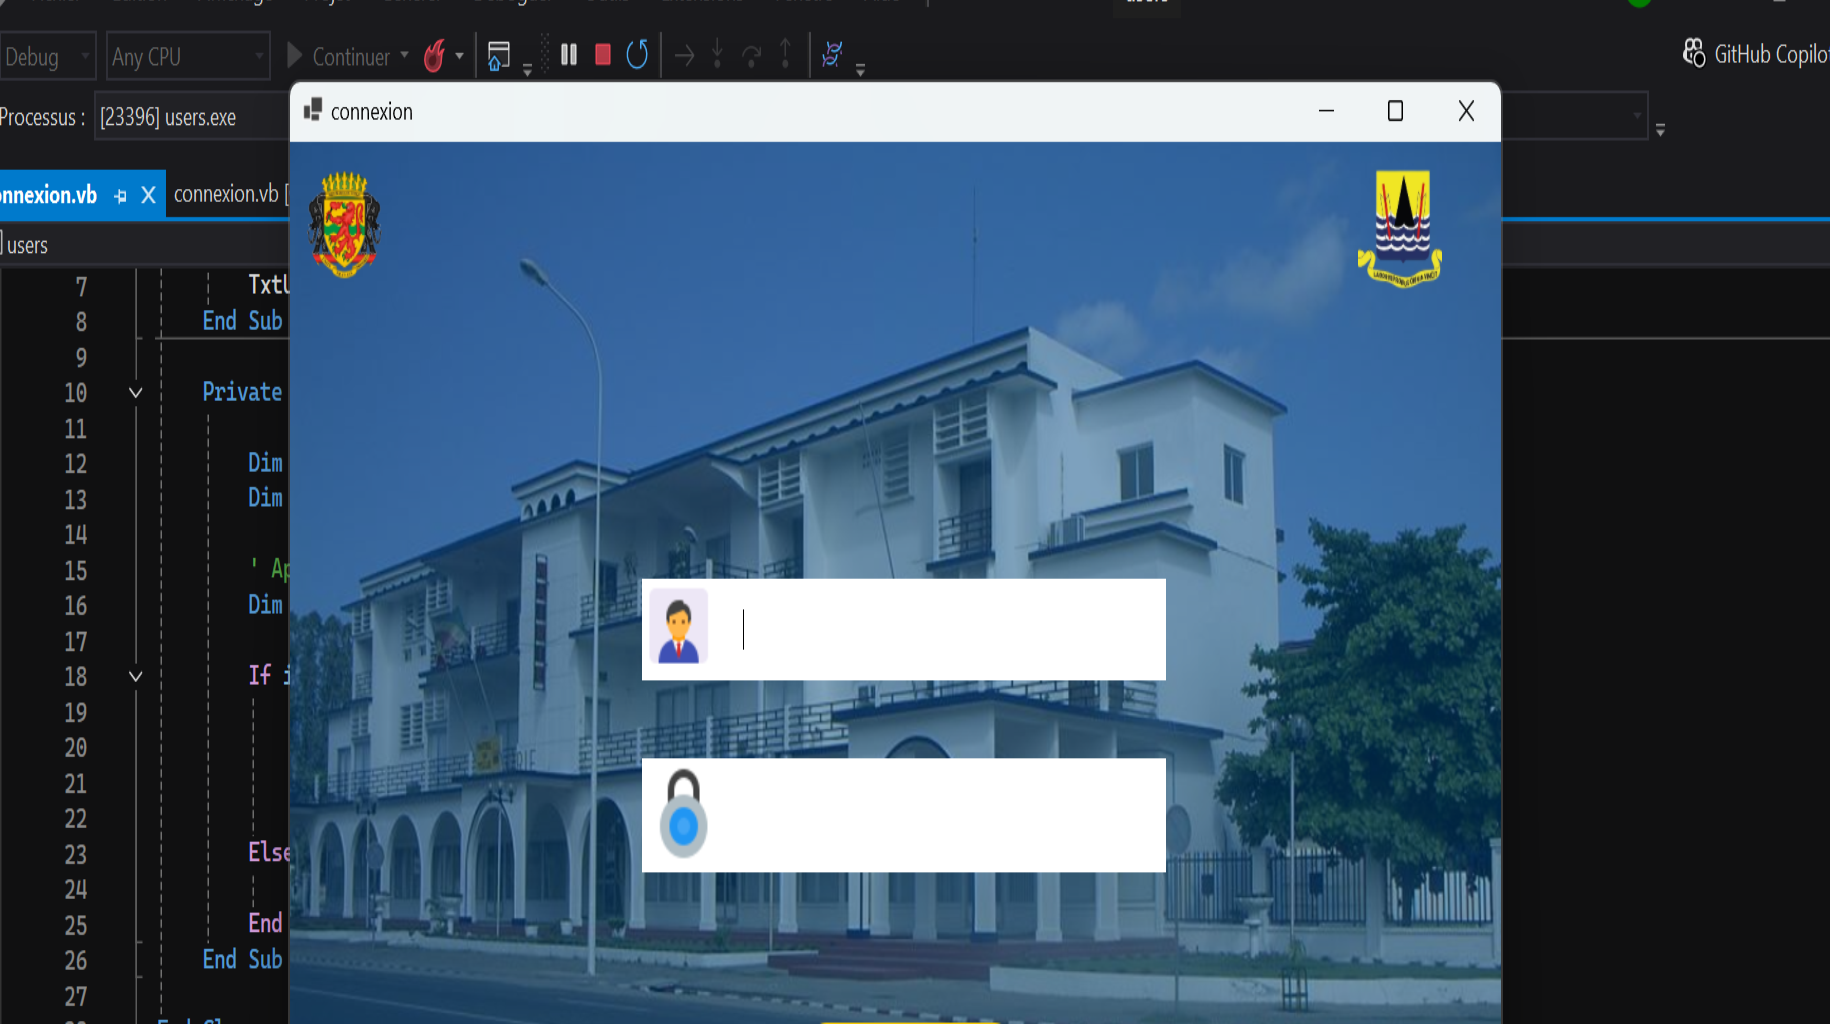 Debug
Any CPU
Continuer
GitHub Copilo
Processus :
[23396] users.exe
connexion
onnexion.vb
connexion.vb [
users
7 TxtU
8 End Sub
9
10 Private
11
12 Dim
13 Dim
14
15 ' Ap
16 Dim
17
18 If i
19
20
21
22
23 Else
24
25 End
26 End Sub
27